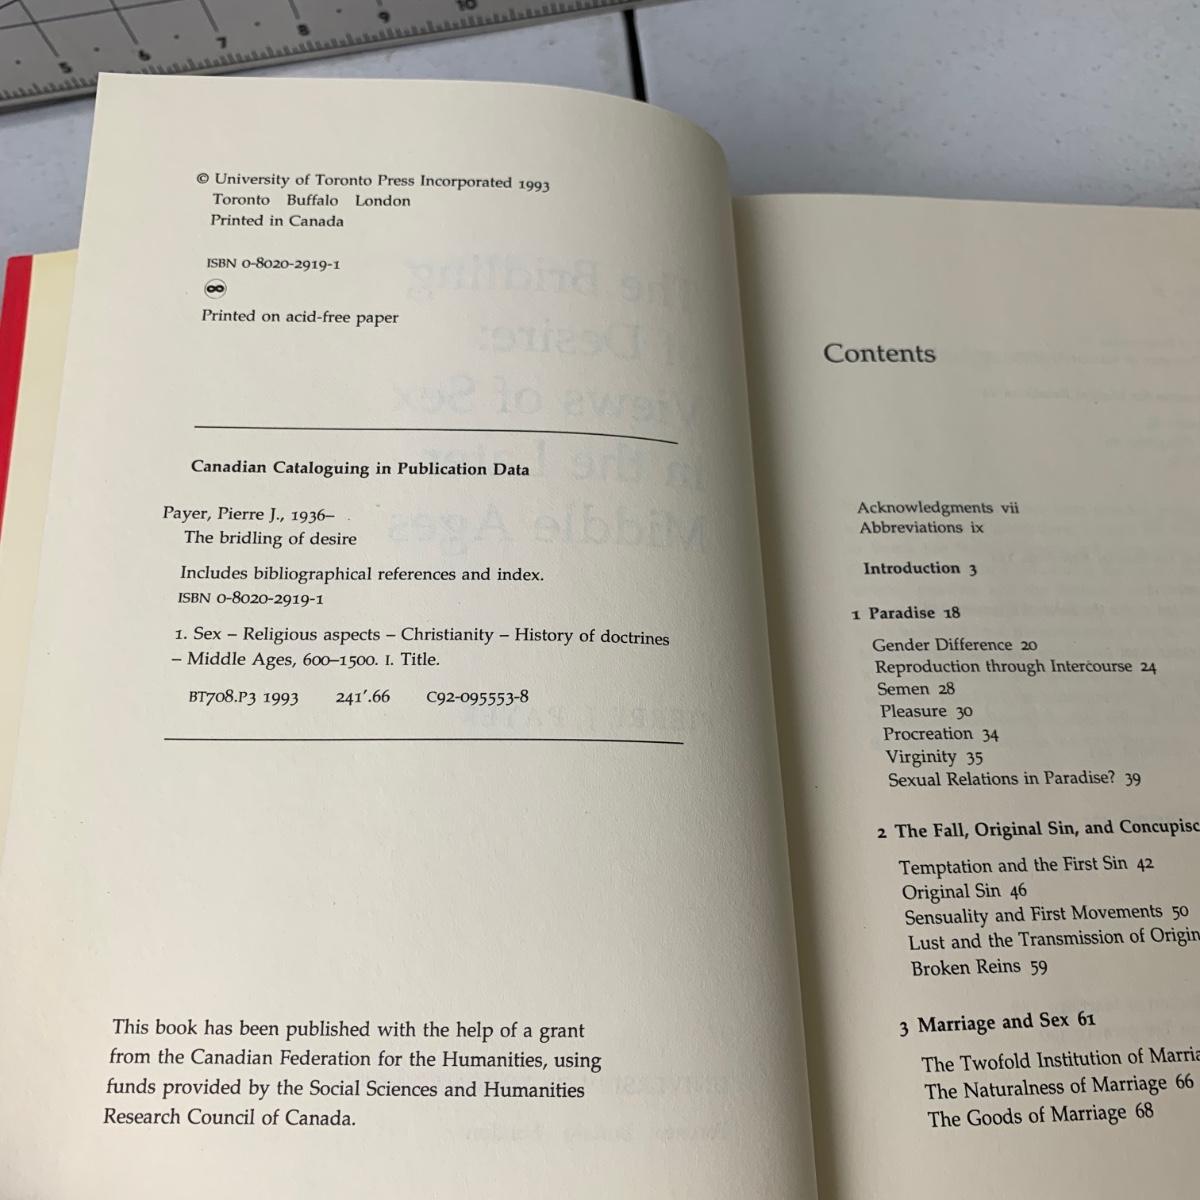 5 6 7 8 9 10
© University of Toronto Press Incorporated 1993
Toronto Buffalo London
Printed in Canada
ISBN 0-8020-2919-1
Printed on acid-free paper
Canadian Cataloguing in Publication Data
Payer, Pierre J., 1936–
The bridling of desire
Includes bibliographical references and index.
ISBN 0-8020-2919-1
1. Sex – Religious aspects – Christianity – History of doctrines
– Middle Ages, 600–1500. I. Title.
BT708.P3 1993 241'.66 C92-095553-8
This book has been published with the help of a grant
from the Canadian Federation for the Humanities, using
funds provided by the Social Sciences and Humanities
Research Council of Canada.
Contents
Acknowledgments vii
Abbreviations ix
Introduction 3
1 Paradise 18
Gender Difference 20
Reproduction through Intercourse 24
Semen 28
Pleasure 30
Procreation 34
Virginity 35
Sexual Relations in Paradise? 39
2 The Fall, Original Sin, and Concupisc
Temptation and the First Sin 42
Original Sin 46
Sensuality and First Movements 50
Lust and the Transmission of Origin
Broken Reins 59
3 Marriage and Sex 61
The Twofold Institution of Marria
The Naturalness of Marriage 66
The Goods of Marriage 68